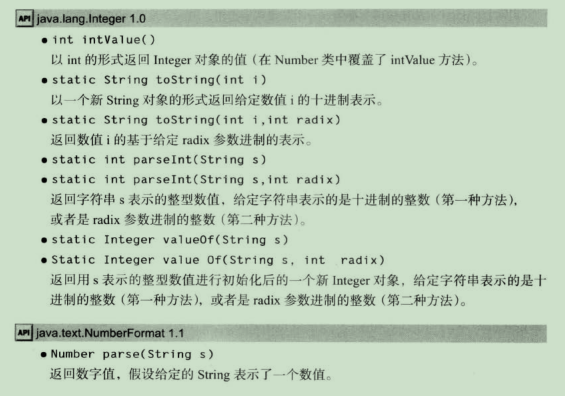 API java.lang.Integer 1.0
● int intValue()
以 int 的形式返回 Integer 对象的值（在 Number 类中覆盖了 intValue 方法）。
● static String toString(int i)
以一个新 String 对象的形式返回给定数值 i 的十进制表示。
● static String toString(int i,int radix)
返回数值 i 的基于给定 radix 参数进制的表示。
● static int parseInt(String s)
● static int parseInt(String s,int radix)
返回字符串 s 表示的整型数值，给定字符串表示的是十进制的整数（第一种方法），
或者是 radix 参数进制的整数（第二种方法）。
● static Integer valueOf(String s)
● Static Integer value Of(String s, int radix)
返回用 s 表示的整型数值进行初始化后的一个新 Integer 对象，给定字符串表示的是十
进制的整数（第一种方法），或者是 radix 参数进制的整数（第二种方法）。
API java.text.NumberFormat 1.1
● Number parse(String s)
返回数字值，假设给定的 String 表示了一个数值。